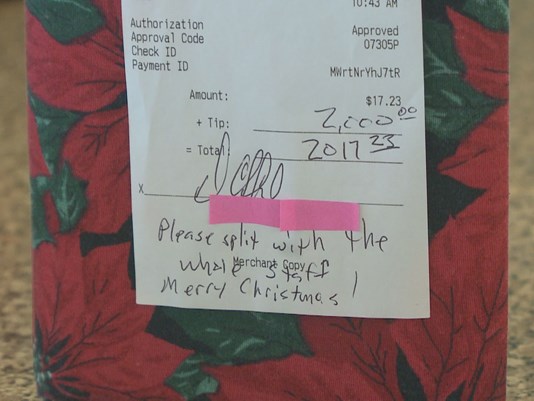 10:43 AM
Authorization Approved
Approval Code 07305P
Check ID
Payment ID MWrtNrYhJ7tR
Amount: $17.23
+ Tip: 2,000 00
= Total: 2017 23
X
Please split with the
whole staff
Merchant Copy
Merry Christmas!